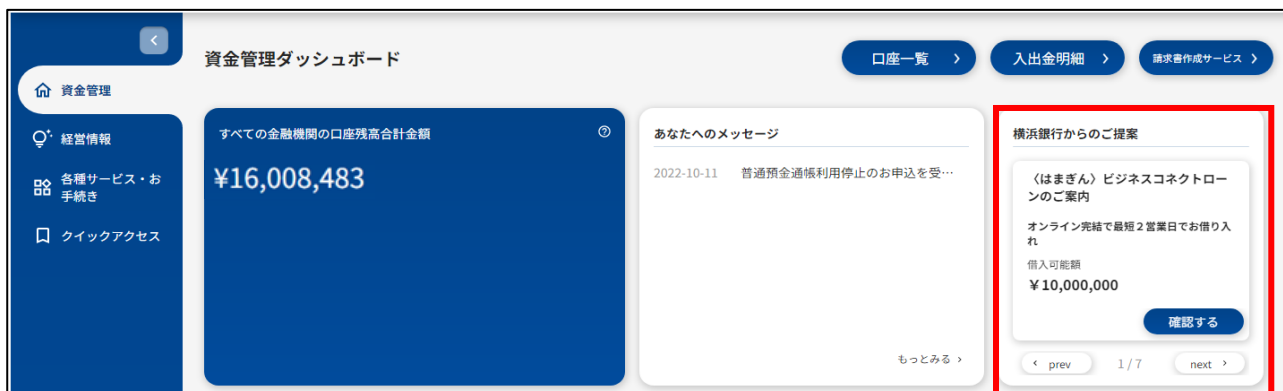 資金管理ダッシュボード
口座一覧
入出金明細
請求書作成サービス
資金管理
経営情報
各種サービス・お
手続き
クイックアクセス
すべての金融機関の口座残高合計金額
¥16,008,483
あなたへのメッセージ
2022-10-11 普通預金通帳利用停止のお申込を受…
もっとみる
横浜銀行からのご提案
〈はまぎん〉ビジネスコネクトロー
ンのご案内
オンライン完結で最短２営業日でお借り入
れ
借入可能額
￥10,000,000
確認する
prev
1 / 7
next